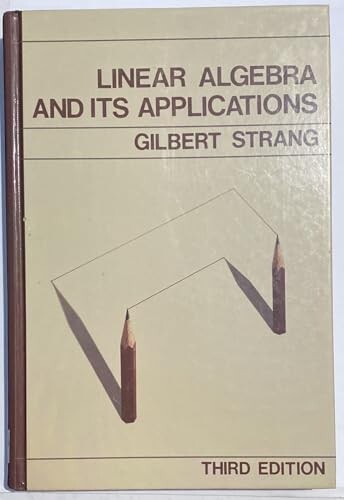 LINEAR ALGEBRA
AND ITS APPLICATIONS
GILBERT STRANG
THIRD EDITION